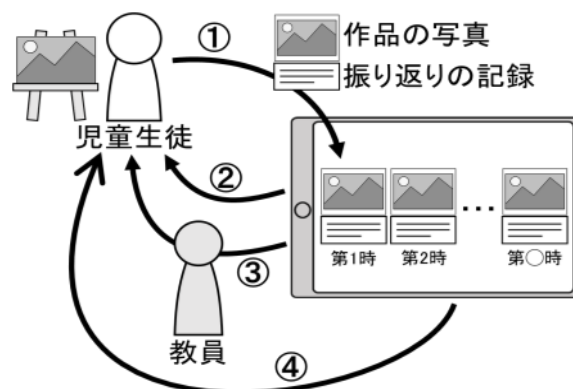 ①
作品の写真
振り返りの記録
児童生徒
②
…
第1時
第2時
第○時
③
教員
④